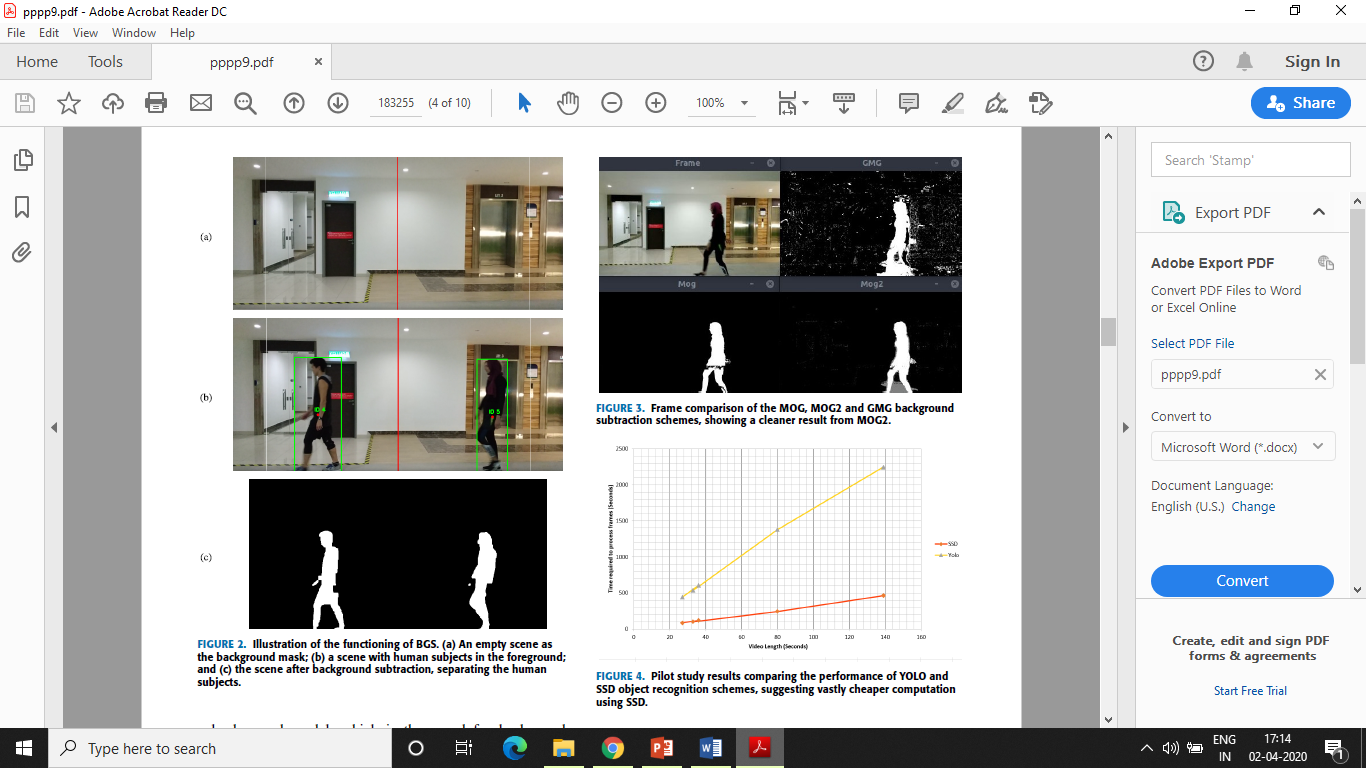 pppp9.pdf - Adobe Acrobat Reader DC
File Edit View Window Help
Home Tools pppp9.pdf × Sign In
183255 (4 of 10) 100% Share
(a)
(b)
ID 4
ID 5
(c)
FIGURE 2. Illustration of the functioning of BGS. (a) An empty scene as
the background mask; (b) a scene with human subjects in the foreground;
and (c) the scene after background subtraction, separating the human
subjects.
Frame GMG
Mog Mog2
FIGURE 3. Frame comparison of the MOG, MOG2 and GMG background
subtraction schemes, showing a cleaner result from MOG2.
Time required to process frames (Seconds)
2500
2000
1500
1000
500
0
0 20 40 60 80 100 120 140 160
Video Length (Seconds)
SSD
Yolo
FIGURE 4. Pilot study results comparing the performance of YOLO and
SSD object recognition schemes, suggesting vastly cheaper computation
using SSD.
Search 'Stamp'
Export PDF
Adobe Export PDF
Convert PDF Files to Word
or Excel Online
Select PDF File
pppp9.pdf
Convert to
Microsoft Word (*.docx)
Document Language:
English (U.S.) Change
Convert
Create, edit and sign PDF
forms & agreements
Start Free Trial
Type here to search
ENG
IN
17:14
02-04-2020
1